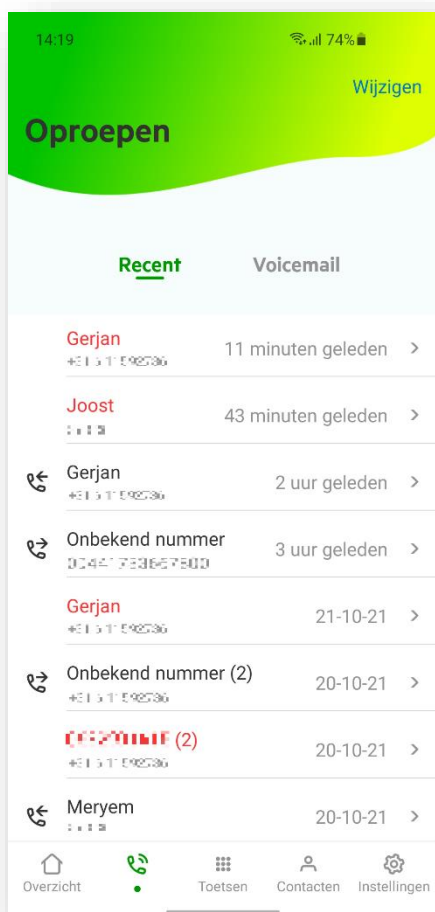 14:19 74%
Wijzigen
Oproepen
Recent Voicemail
Gerjan 11 minuten geleden
Joost 43 minuten geleden
Gerjan 2 uur geleden
Onbekend nummer 3 uur geleden
Gerjan 21-10-21
Onbekend nummer (2) 20-10-21
(2) 20-10-21
Meryem 20-10-21
Overzicht Toetsen Contacten Instellingen